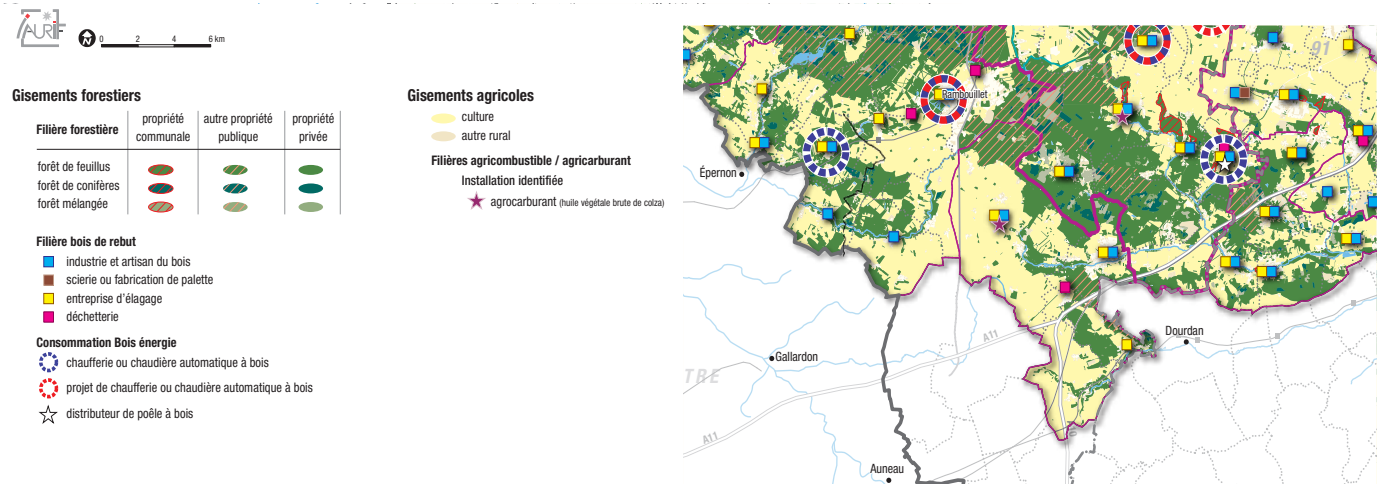 IAURIF
0 2 4 6 km
Gisements forestiers
Filière forestière
propriété communale
autre propriété publique
propriété privée
forêt de feuillus
forêt de conifères
forêt mélangée
Filière bois de rebut
industrie et artisan du bois
scierie ou fabrication de palette
entreprise d'élagage
déchetterie
Consommation Bois énergie
chaufferie ou chaudière automatique à bois
projet de chaufferie ou chaudière automatique à bois
distributeur de poêle à bois
Gisements agricoles
culture
autre rural
Filières agricombustible / agricarburant
Installation identifiée
agrocarburant (huile végétale brute de colza)
91
Rambouillet
Épernon
Dourdan
A11
Gallardon
TRE
A11
Auneau